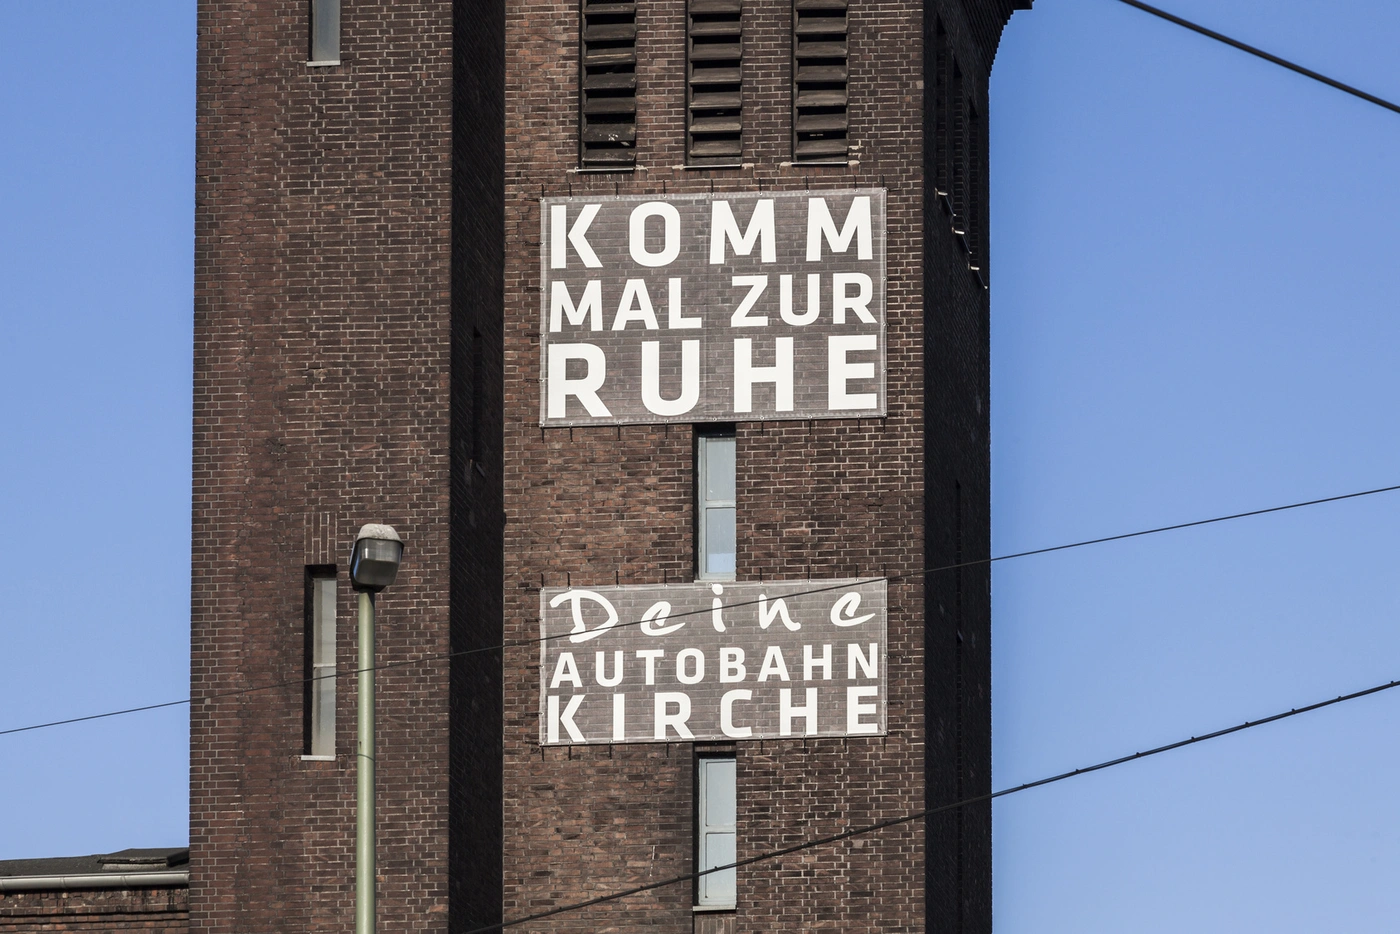 KOMM
MAL ZUR
RUHE
Deine
AUTOBAHN
KIRCHE